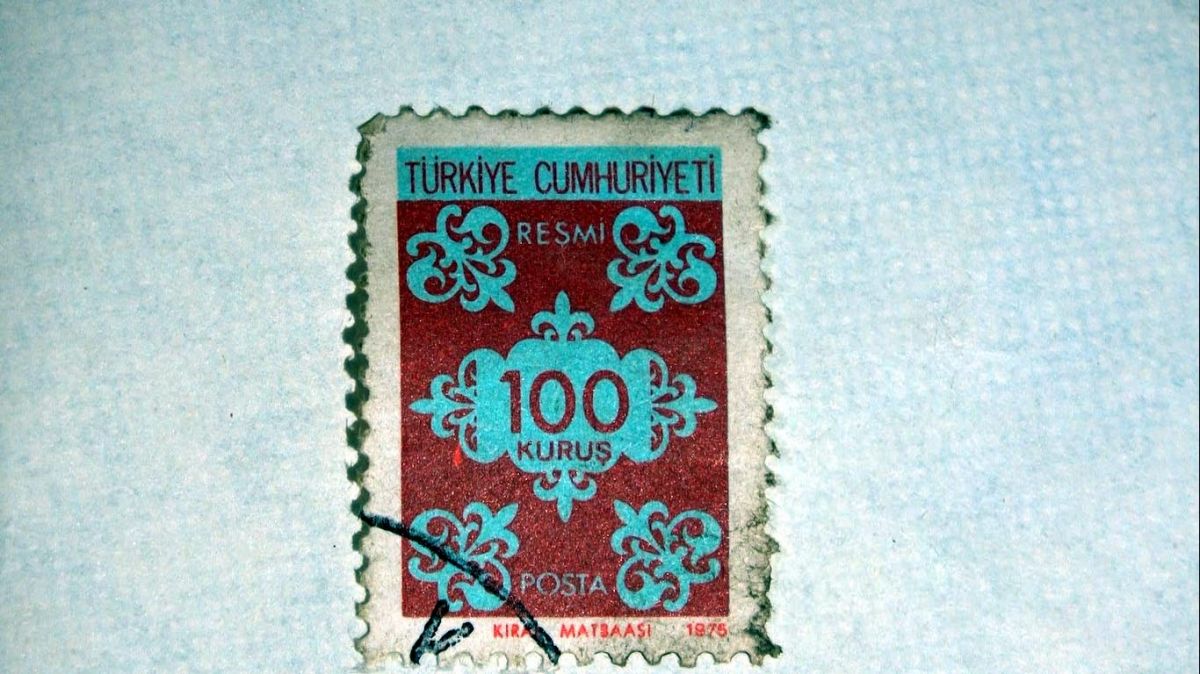 TÜRKİYE CUMHURİYETİ
RESMİ
100
KURUŞ
POSTA
MATBAASI 1975